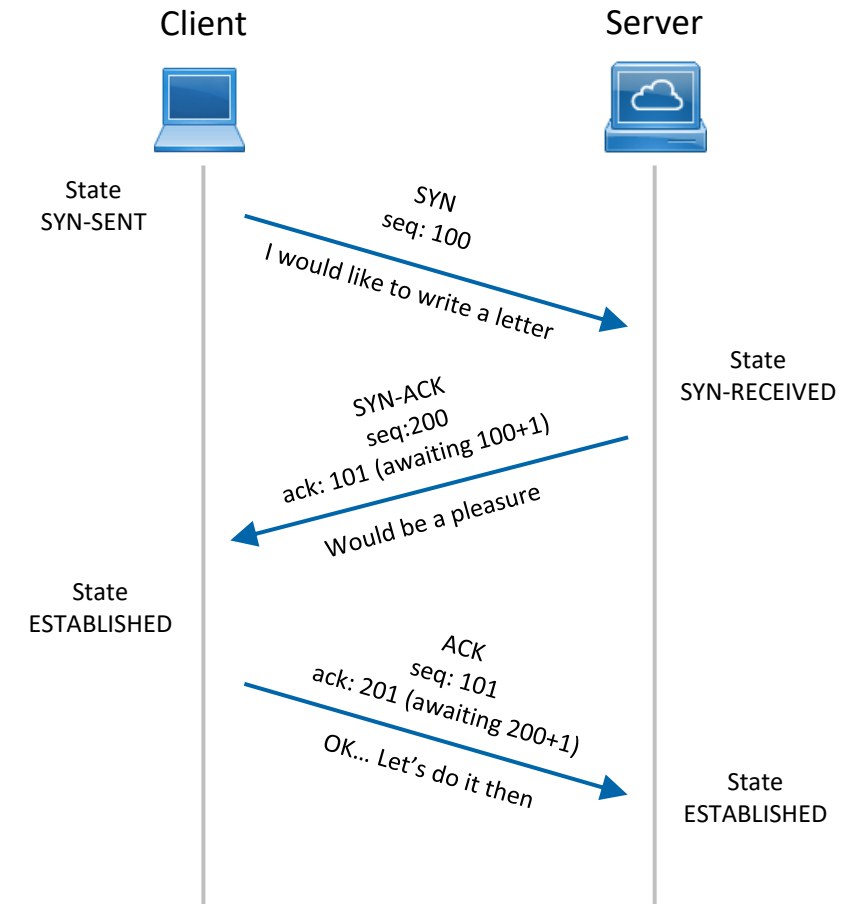 Client
Server
State
SYN-SENT
SYN
seq: 100
I would like to write a letter
State
SYN-RECEIVED
SYN-ACK
seq:200
ack: 101 (awaiting 100+1)
Would be a pleasure
State
ESTABLISHED
ACK
seq: 101
ack: 201 (awaiting 200+1)
OK... Let’s do it then
State
ESTABLISHED